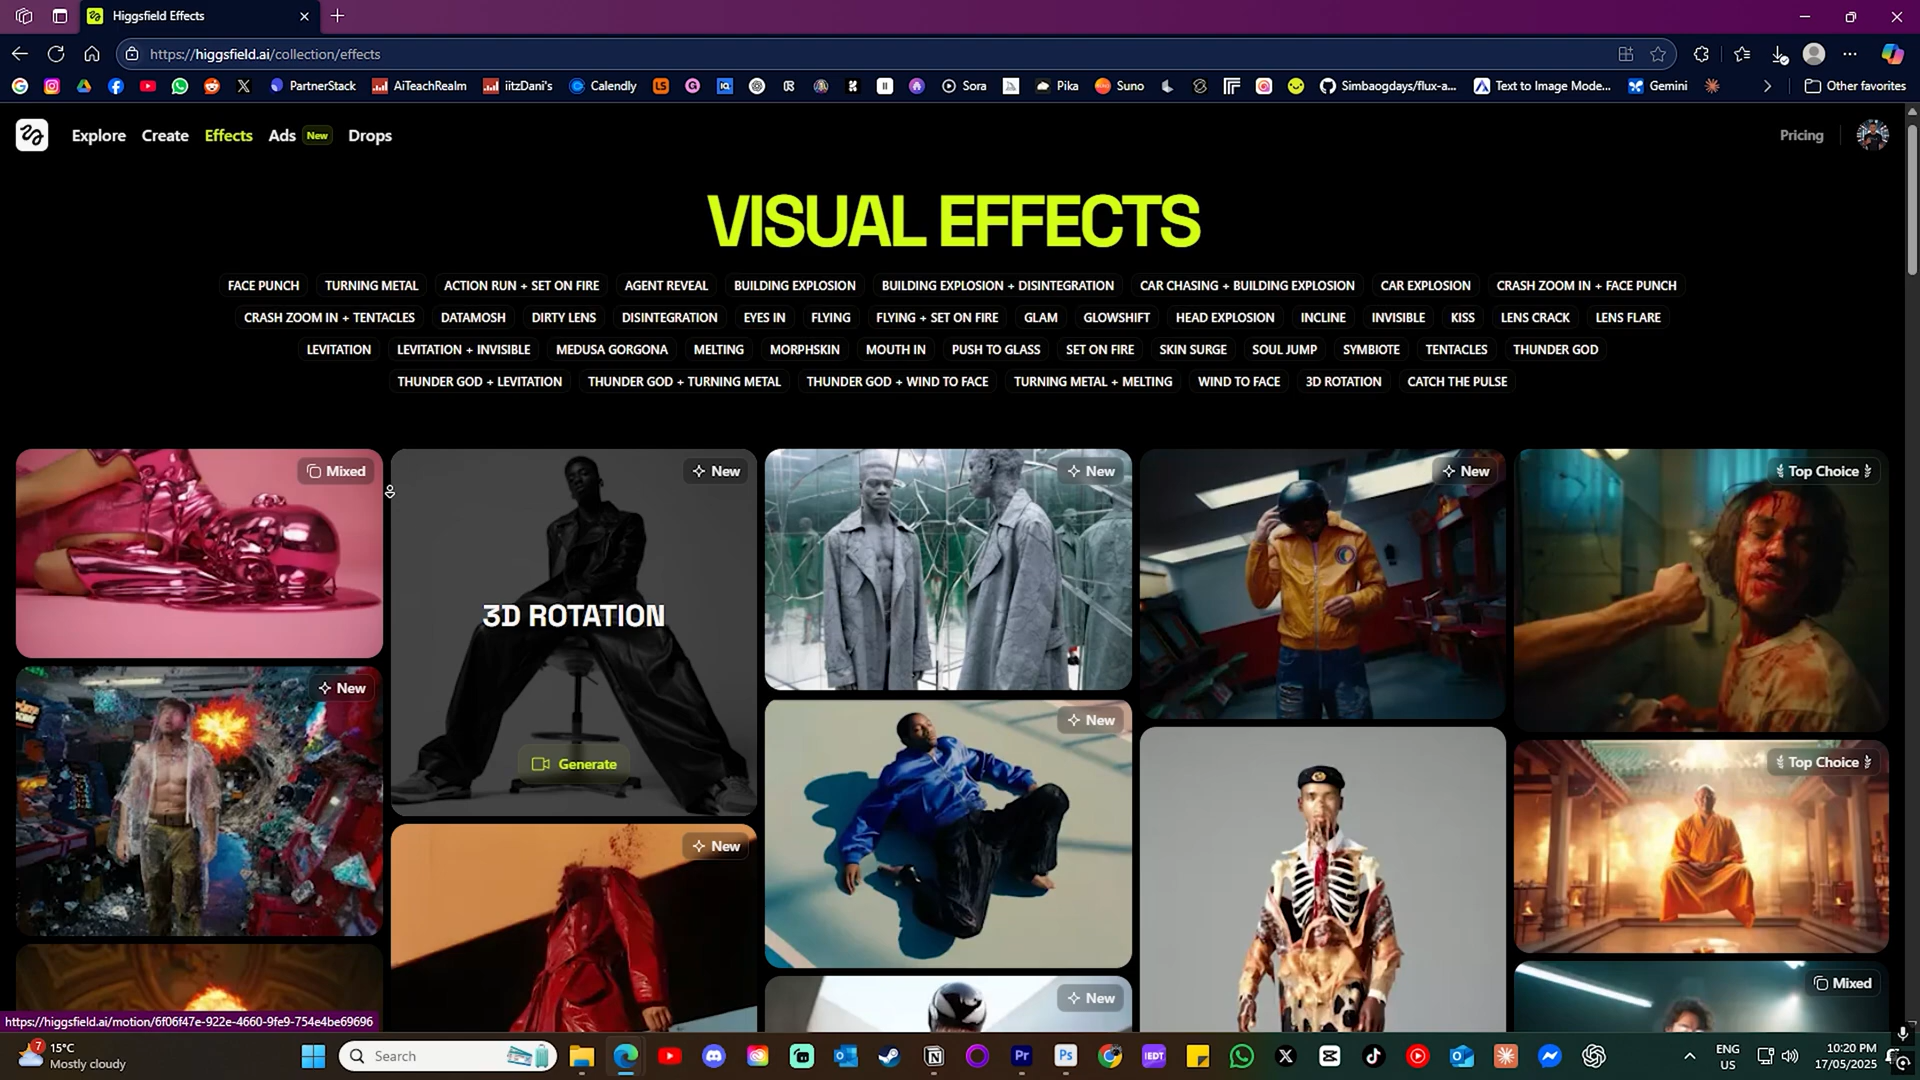 Higgsfield Effects
https://higgsfield.ai/collection/effects
PartnerStack
AiTeachRealm
iitzDani's
Calendly
Sora
Pika
Suno
Simbaogdays/flux-a...
Text to Image Mode...
Gemini
Other favorites
Explore Create Effects Ads New Drops
Pricing
VISUAL EFFECTS
FACE PUNCH TURNING METAL ACTION RUN + SET ON FIRE AGENT REVEAL BUILDING EXPLOSION BUILDING EXPLOSION + DISINTEGRATION CAR CHASING + BUILDING EXPLOSION CAR EXPLOSION CRASH ZOOM IN + FACE PUNCH
CRASH ZOOM IN + TENTACLES DATAMOSH DIRTY LENS DISINTEGRATION EYES IN FLYING FLYING + SET ON FIRE GLAM GLOWSHIFT HEAD EXPLOSION INCLINE INVISIBLE KISS LENS CRACK LENS FLARE
LEVITATION LEVITATION + INVISIBLE MEDUSA GORGONA MELTING MORPHSKIN MOUTH IN PUSH TO GLASS SET ON FIRE SKIN SURGE SOUL JUMP SYMBIOTE TENTACLES THUNDER GOD
THUNDER GOD + LEVITATION THUNDER GOD + TURNING METAL THUNDER GOD + WIND TO FACE TURNING METAL + MELTING WIND TO FACE 3D ROTATION CATCH THE PULSE
Mixed
New
New
New
Top Choice
3D ROTATION
Generate
New
New
New
Top Choice
New
Mixed
https://higgsfield.ai/motion/6f06f47e-922e-4660-9fe9-754e4be69696
7
15°C
Mostly cloudy
Search
ENG
US
10:20 PM
17/05/2025